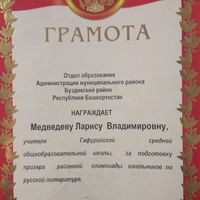 ГРАМОТА
Отдел образования
Администрации муниципального района
Буздякский район
Республики Башкортостан
НАГРАЖДАЕТ
Медведеву Ларису Владимировну,
учителя Гафурийской средней
общеобразовательной школы, за подготовку
призера районной олимпиады школьников по
русской литературе.